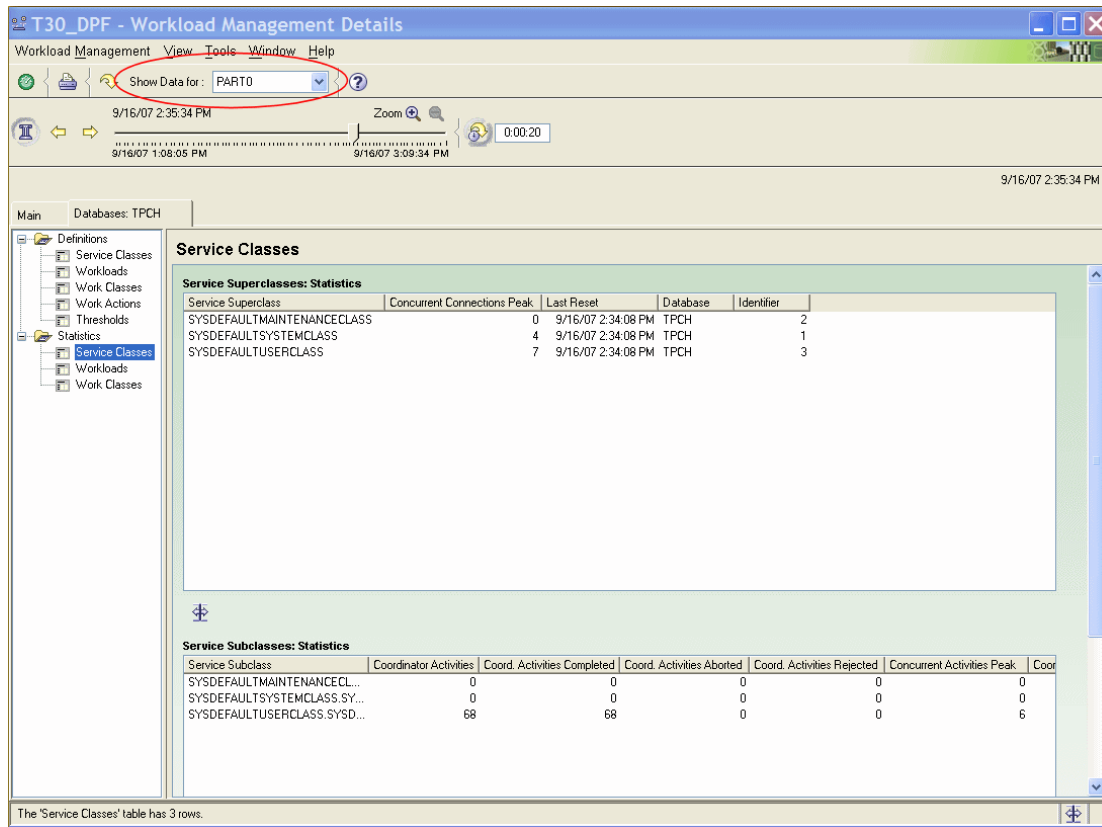 T30_DPF - Workload Management Details
Workload Management View Tools Window Help
Show Data for : PART0
9/16/07 2:35:34 PM Zoom
0:00:20
9/16/07 1:08:05 PM 9/16/07 3:09:34 PM
9/16/07 2:35:34 PM
Main Databases: TPCH
Definitions
Service Classes
Workloads
Work Classes
Work Actions
Thresholds
Statistics
Service Classes
Workloads
Work Classes
Service Classes
Service Superclasses: Statistics
Service Superclass Concurrent Connections Peak Last Reset Database Identifier
SYSDEFAULTMAINTENANCECLASS 0 9/16/07 2:34:08 PM TPCH 2
SYSDEFAULTSYSTEMCLASS 4 9/16/07 2:34:08 PM TPCH 1
SYSDEFAULTUSERCLASS 7 9/16/07 2:34:08 PM TPCH 3
Service Subclasses: Statistics
Service Subclass Coordinator Activities Coord. Activities Completed Coord. Activities Aborted Coord. Activities Rejected Concurrent Activities Peak Coor
SYSDEFAULTMAINTENANCECL... 0 0 0 0 0
SYSDEFAULTSYSTEMCLASS.SY... 0 0 0 0 0
SYSDEFAULTUSERCLASS.SYSD... 68 68 0 0 6
The 'Service Classes' table has 3 rows.